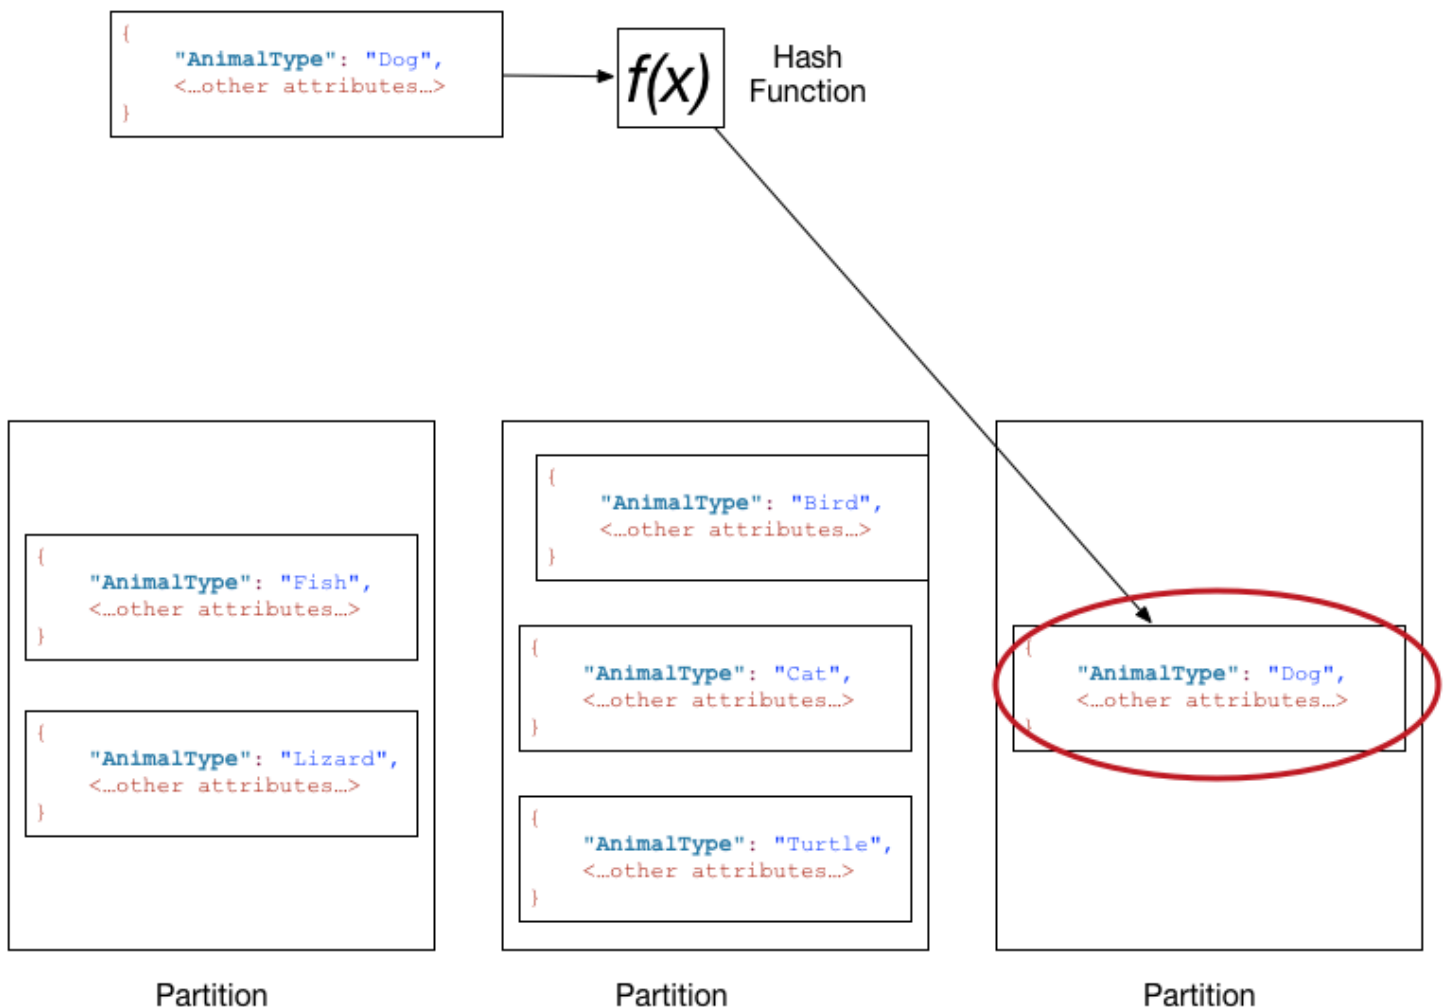 {
"AnimalType": "Dog",
<…other attributes…>
}
f(x)
Hash
Function
{
"AnimalType": "Fish",
<…other attributes…>
}
{
"AnimalType": "Lizard",
<…other attributes…>
}
Partition
{
"AnimalType": "Bird",
<…other attributes…>
}
{
"AnimalType": "Cat",
<…other attributes…>
}
{
"AnimalType": "Turtle",
<…other attributes…>
}
Partition
{
"AnimalType": "Dog",
<…other attributes…>
}
Partition